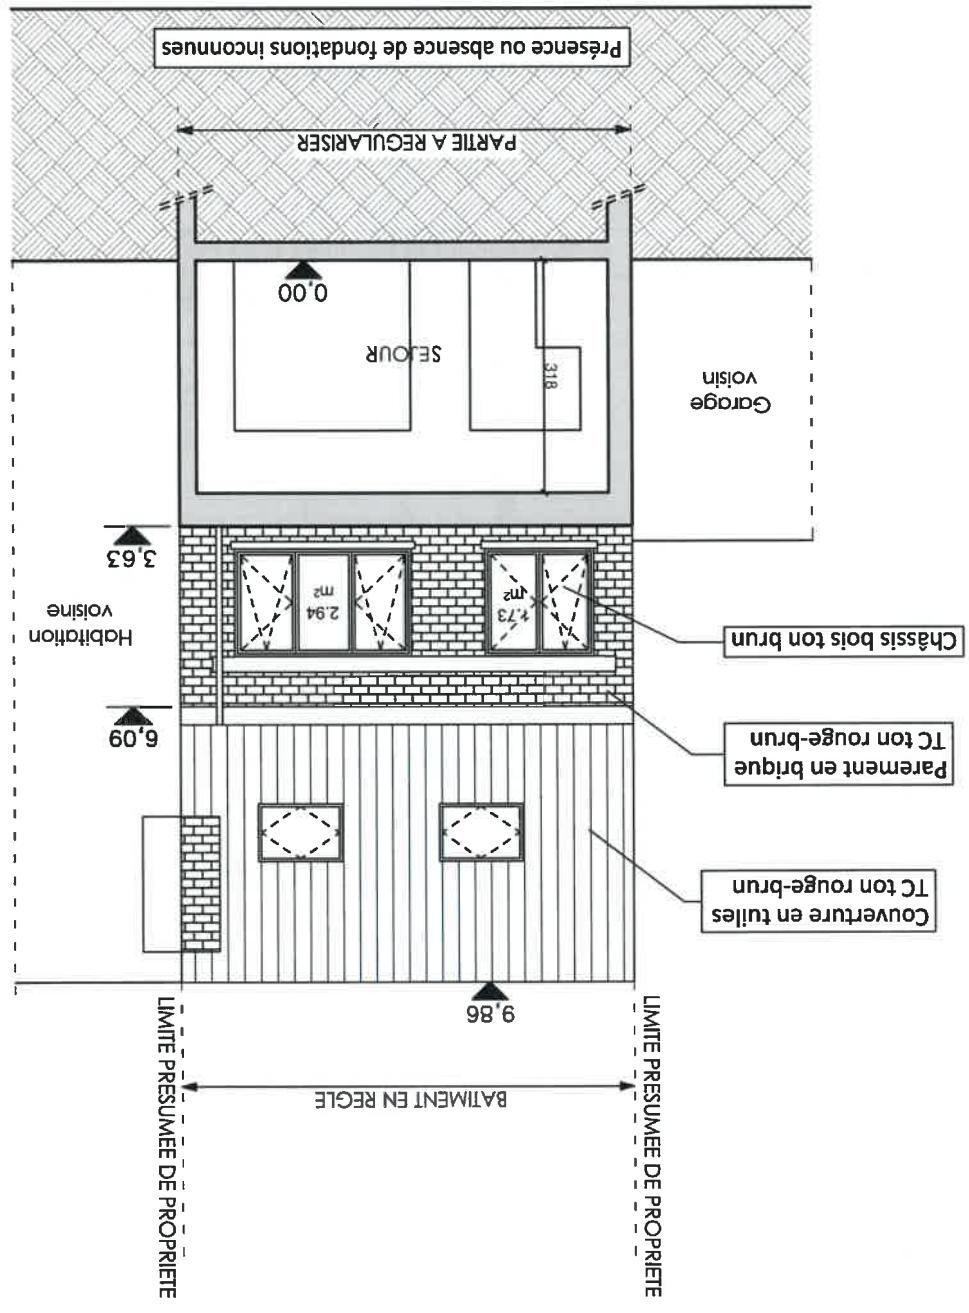 LIMITE PRESUMEE DE PROPRIETE
LIMITE PRESUMEE DE PROPRIETE
BATIMENT EN REGLE
9,86
Couverture en tuiles
TC ton rouge-brun
Parement en brique
TC ton rouge-brun
6,09
Châssis bois ton brun
1.73
m²
2.94
m²
Habitation
voisine
3,63
Garage
voisin
318
SEJOUR
0,00
PARTIE A REGULARISER
Présence ou absence de fondations inconnues